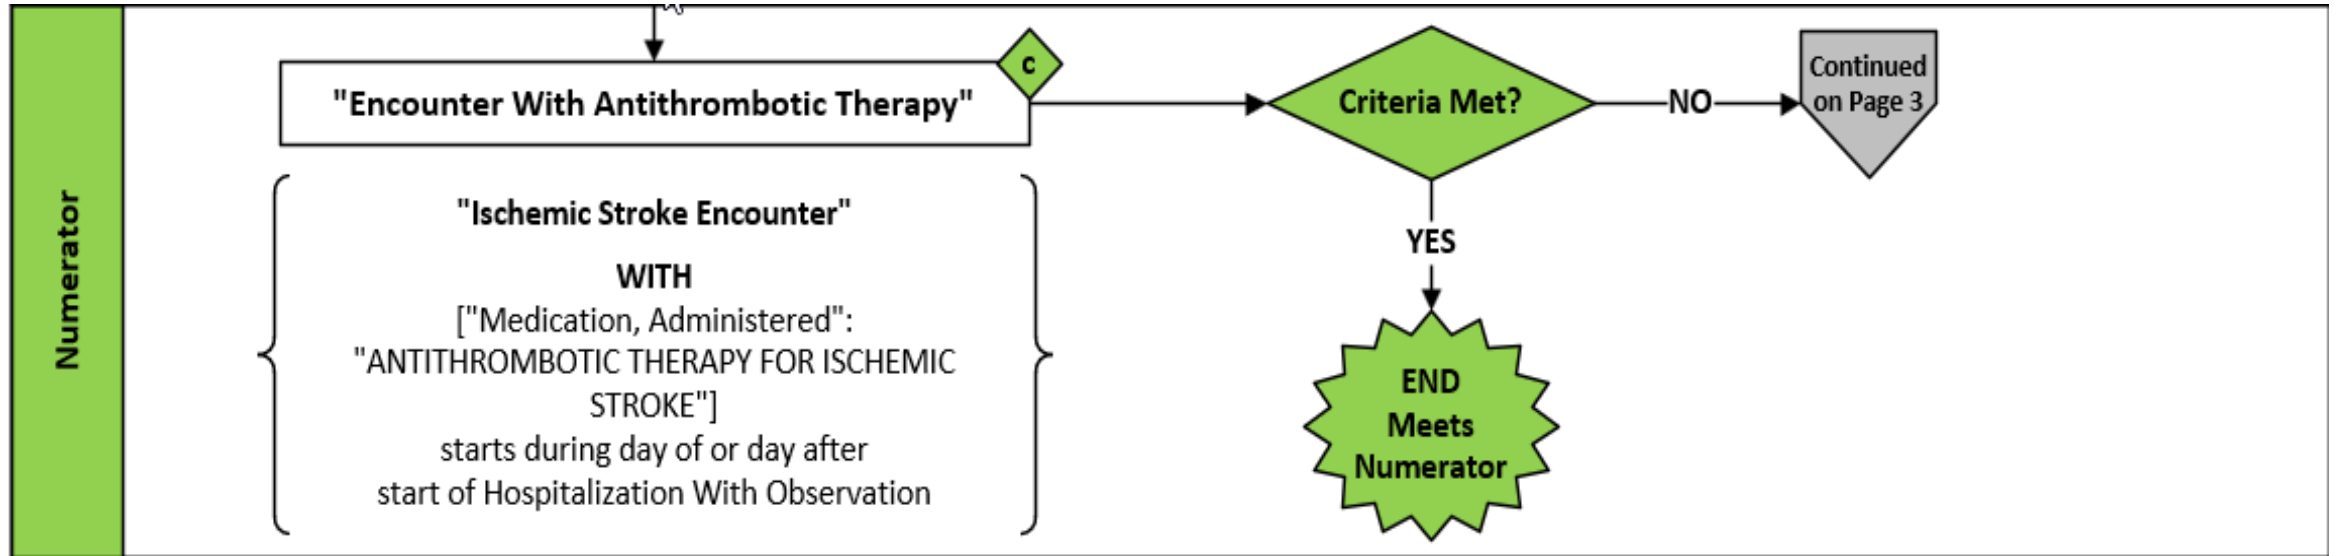 Numerator
"Encounter With Antithrombotic Therapy"
c
Criteria Met?
NO
Continued
on Page 3
"Ischemic Stroke Encounter"
WITH
["Medication, Administered":
"ANTITHROMBOTIC THERAPY FOR ISCHEMIC
STROKE"]
starts during day of or day after
start of Hospitalization With Observation
YES
END
Meets
Numerator